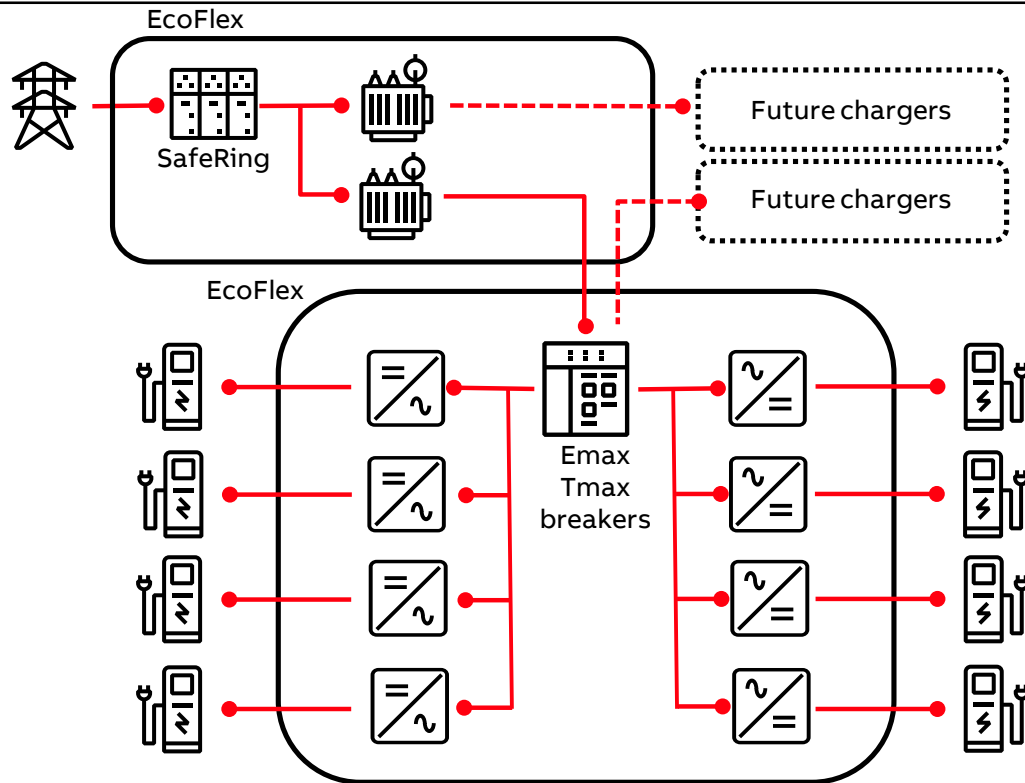 EcoFlex
SafeRing
Future chargers
Future chargers
EcoFlex
Emax
Tmax
breakers